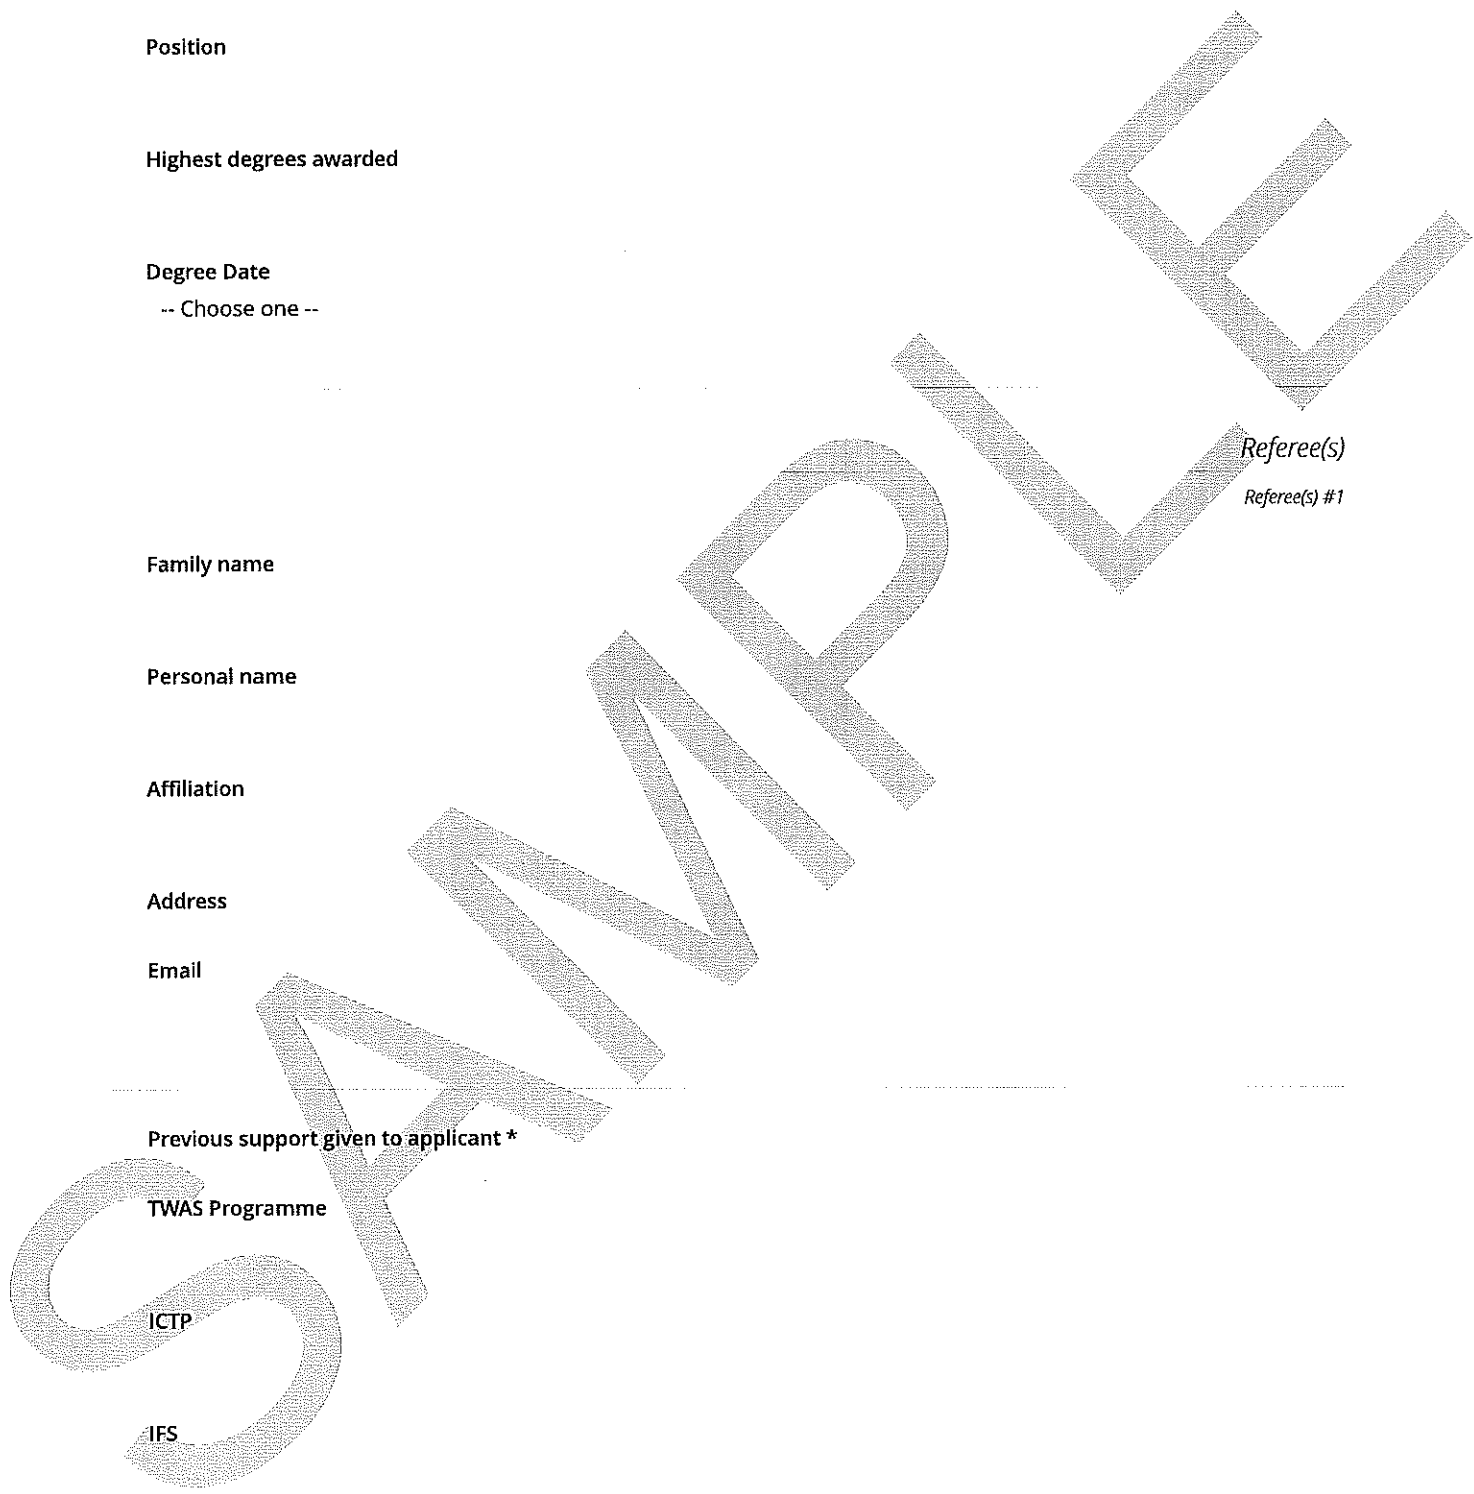 Position
Highest degrees awarded
Degree Date
-- Choose one --
Referee(s)
Referee(s) #1
Family name
Personal name
Affiliation
Address
Email
Previous support given to applicant *
TWAS Programme
ICTP
IFS
SAMPLE